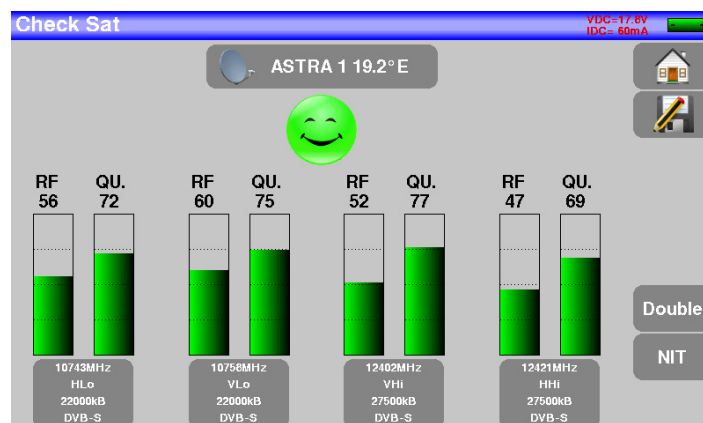 Check Sat
VDC=17.8V
IDC= 60mA
ASTRA 1 19.2°E
RF QU. RF QU. RF QU. RF QU.
56 72 60 75 52 77 47 69
Double
NIT
10743MHz 10758MHz 12402MHz 12421MHz
HLo VLo VHi HHi
22000kB 22000kB 27500kB 27500kB
DVB-S DVB-S DVB-S DVB-S